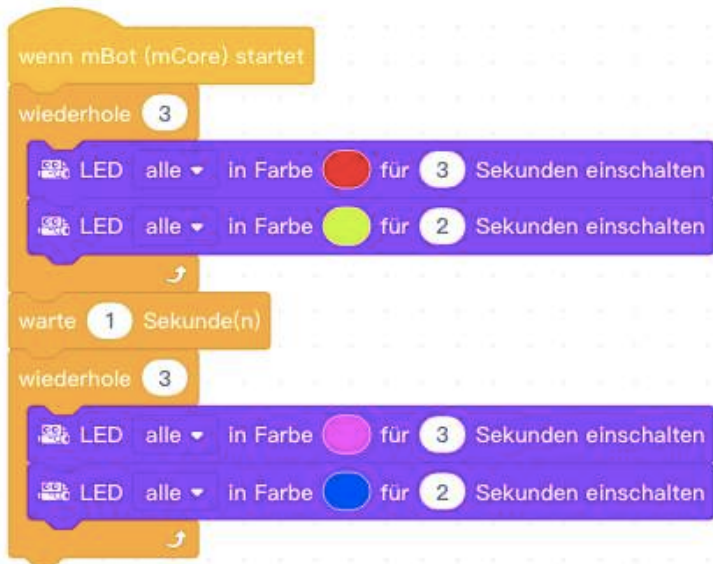 wenn mBot (mCore) startet
wiederhole 3
LED alle in Farbe für 3 Sekunden einschalten
LED alle in Farbe für 2 Sekunden einschalten
warte 1 Sekunde(n)
wiederhole 3
LED alle in Farbe für 3 Sekunden einschalten
LED alle in Farbe für 2 Sekunden einschalten